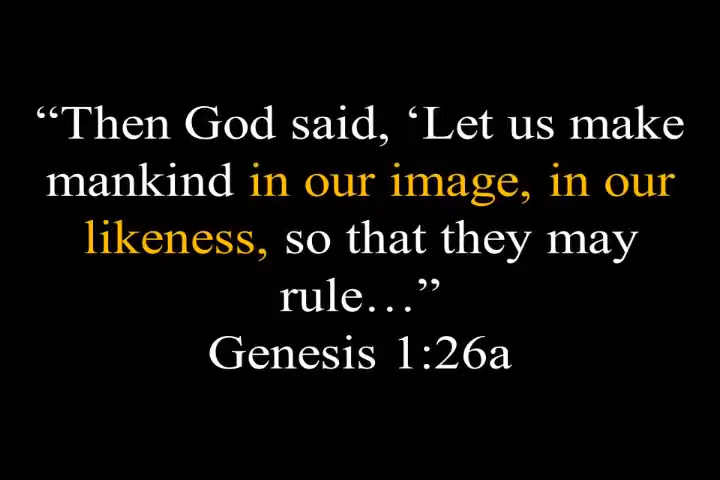 “Then God said, ‘Let us make
mankind in our image, in our
likeness, so that they may
rule…”
Genesis 1:26a